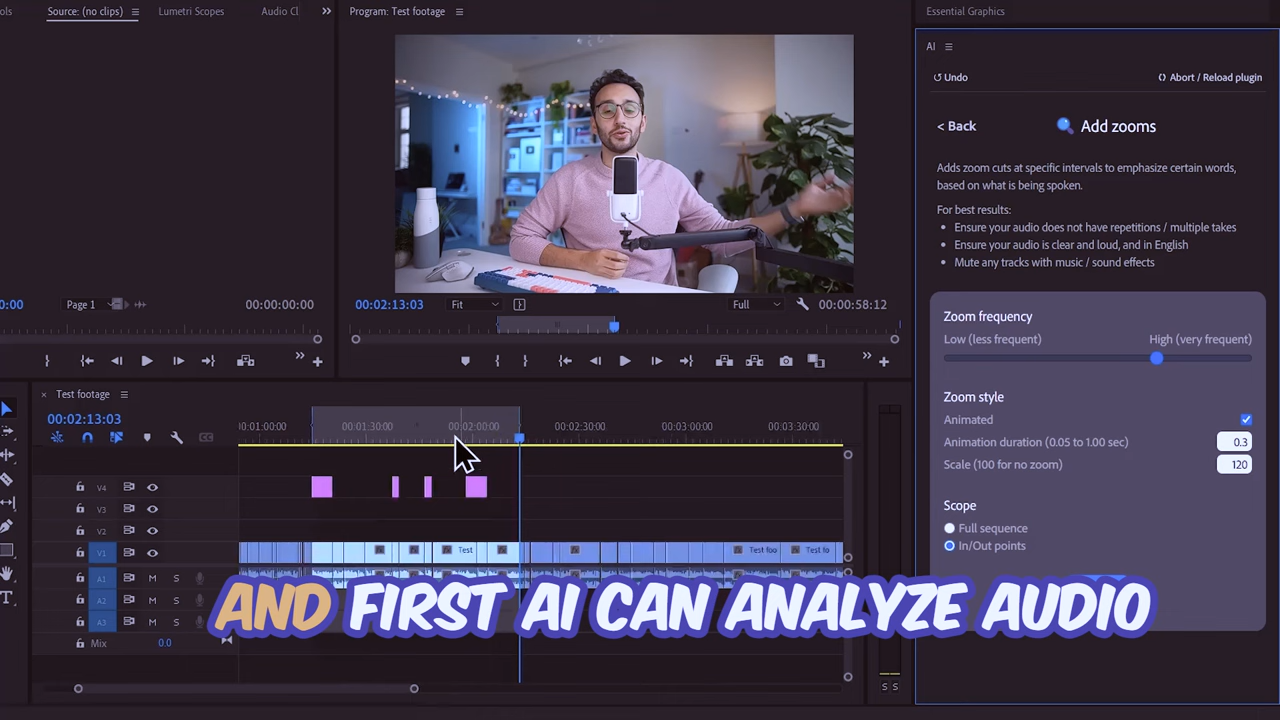 ols Source: (no clips) Lumetri Scopes Audio Cl Program: Test footage Essential Graphics
AI
Undo Abort / Reload plugin
< Back Add zooms
Adds zoom cuts at specific intervals to emphasize certain words,
based on what is being spoken.
For best results:
• Ensure your audio does not have repetitions / multiple takes
• Ensure your audio is clear and loud, and in English
• Mute any tracks with music / sound effects
0:00 Page 1 00:00:00:00 00:02:13:03 Fit Full 00:00:58:12
Zoom frequency
Low (less frequent) High (very frequent)
Zoom style
Animated
Animation duration (0.05 to 1.00 sec) 0.3
Scale (100 for no zoom) 120
Scope
Full sequence
In/Out points
× Test footage
00:02:13:03
:0:01:00:00 00:01:30:00 00:02:00:00 00:02:30:00 00:03:00:00 00:03:30:00
V4
V3
V2
V1 Test Test foo Test fo
A1 M S
A2 M S
A3 M S
Mix 0.0
AND FIRST AI CAN ANALYZE AUDIO
S S